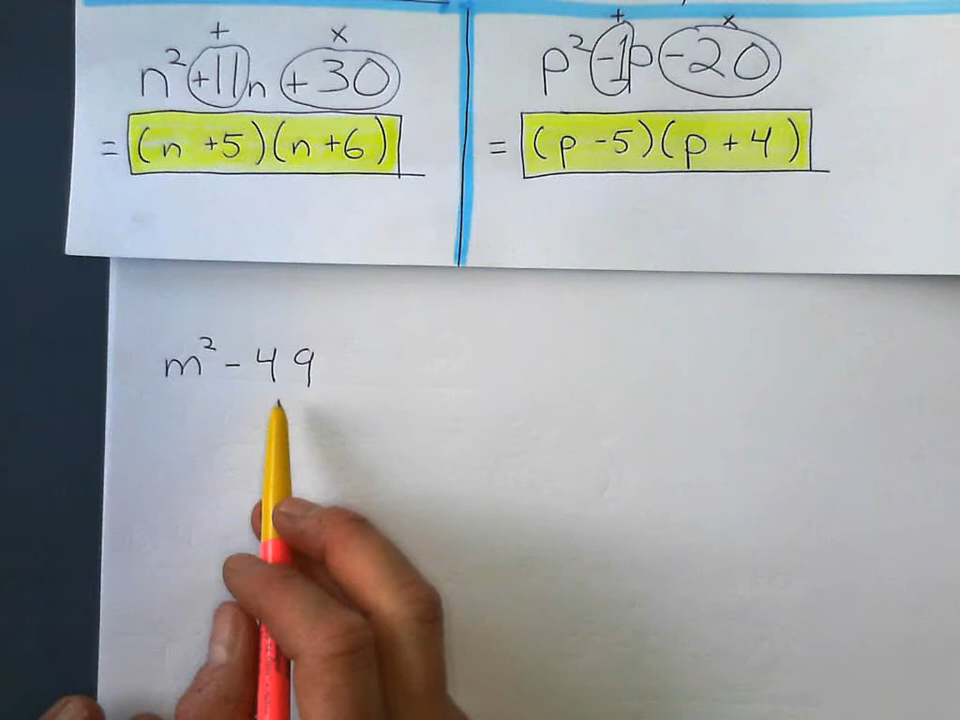 + ×
n² +11n +30
= (n +5)(n +6)
+ ×
p² -1p -20
= (p -5)(p +4)
m² - 49